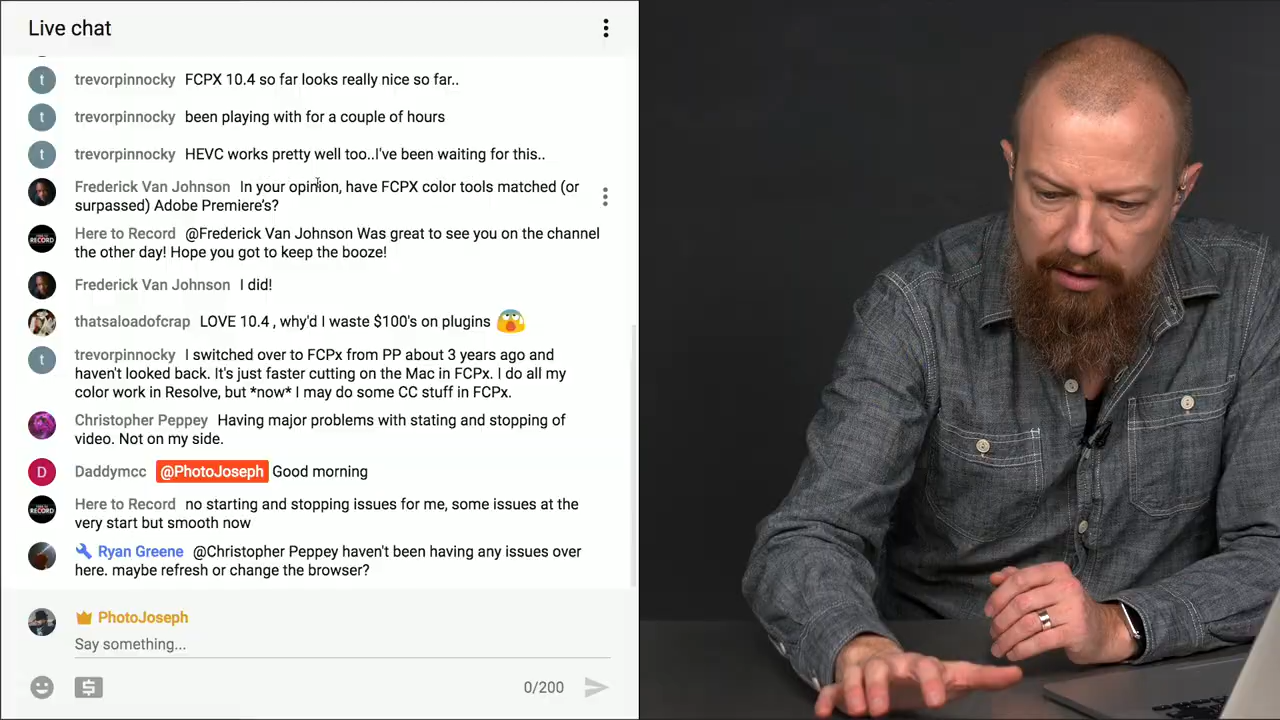 Live chat
t trevorpinnocky FCPX 10.4 so far looks really nice so far..
t trevorpinnocky been playing with for a couple of hours
t trevorpinnocky HEVC works pretty well too..I've been waiting for this..
Frederick Van Johnson In your opinion, have FCPX color tools matched (or
surpassed) Adobe Premiere's?
Here to Record @Frederick Van Johnson Was great to see you on the channel
the other day! Hope you got to keep the booze!
Frederick Van Johnson I did!
thatsaloadofcrap LOVE 10.4 , why'd I waste $100's on plugins
t trevorpinnocky I switched over to FCPx from PP about 3 years ago and
haven't looked back. It's just faster cutting on the Mac in FCPx. I do all my
color work in Resolve, but *now* I may do some CC stuff in FCPx.
Christopher Peppey Having major problems with stating and stopping of
video. Not on my side.
D Daddymcc @PhotoJoseph Good morning
Here to Record no starting and stopping issues for me, some issues at the
very start but smooth now
Ryan Greene @Christopher Peppey haven't been having any issues over
here. maybe refresh or change the browser?
PhotoJoseph
Say something...
$ 0/200